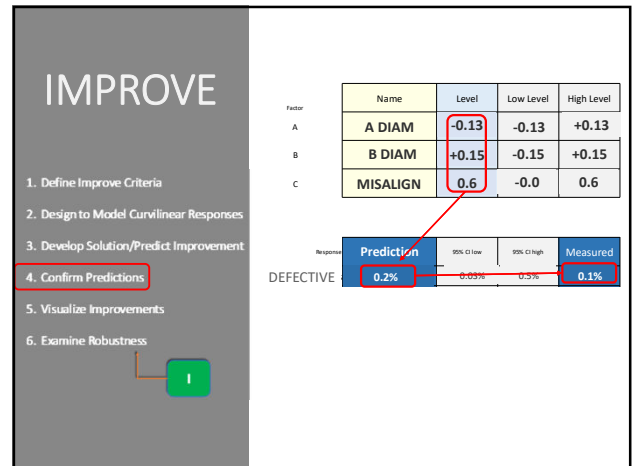 IMPROVE
1. Define Improve Criteria
2. Design to Model Curvilinear Responses
3. Develop Solution/Predict Improvement
4. Confirm Predictions
5. Visualize Improvements
6. Examine Robustness
I
Factor Name Level Low Level High Level
A A DIAM -0.13 -0.13 +0.13
B B DIAM +0.15 -0.15 +0.15
C MISALIGN 0.6 -0.0 0.6
Response Prediction 95% CI low 95% CI high Measured
DEFECTIVE 0.2% 0.03% 0.5% 0.1%